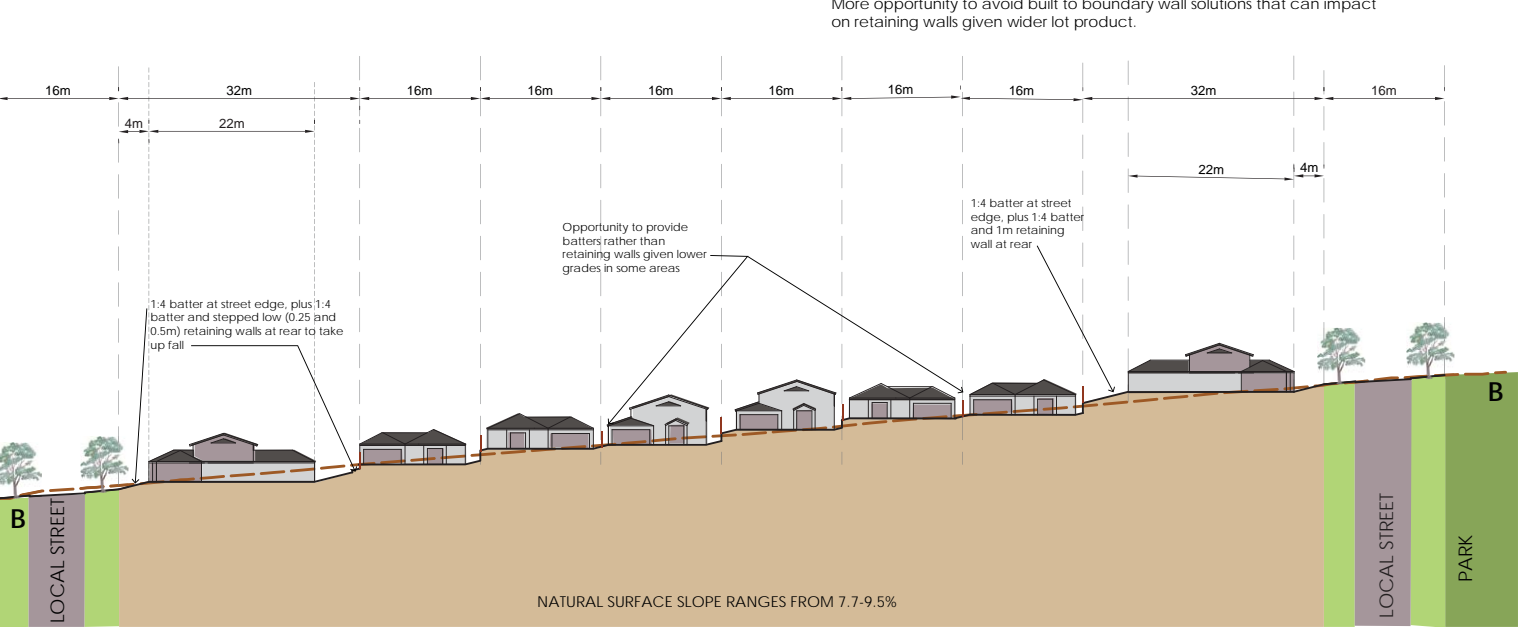 More opportunity to avoid built to boundary wall solutions that can impact
on retaining walls given wider lot product.
16m
32m
16m
16m
16m
16m
16m
16m
32m
16m
4m
22m
22m
4m
1:4 batter at street
edge, plus 1:4 batter
and 1m retaining
wall at rear
Opportunity to provide
batters rather than
retaining walls given lower
grades in some areas
1:4 batter at street edge, plus 1:4
batter and stepped low (0.25 and
0.5m) retaining walls at rear to take
up fall
B
B
LOCAL STREET
LOCAL STREET
PARK
NATURAL SURFACE SLOPE RANGES FROM 7.7-9.5%